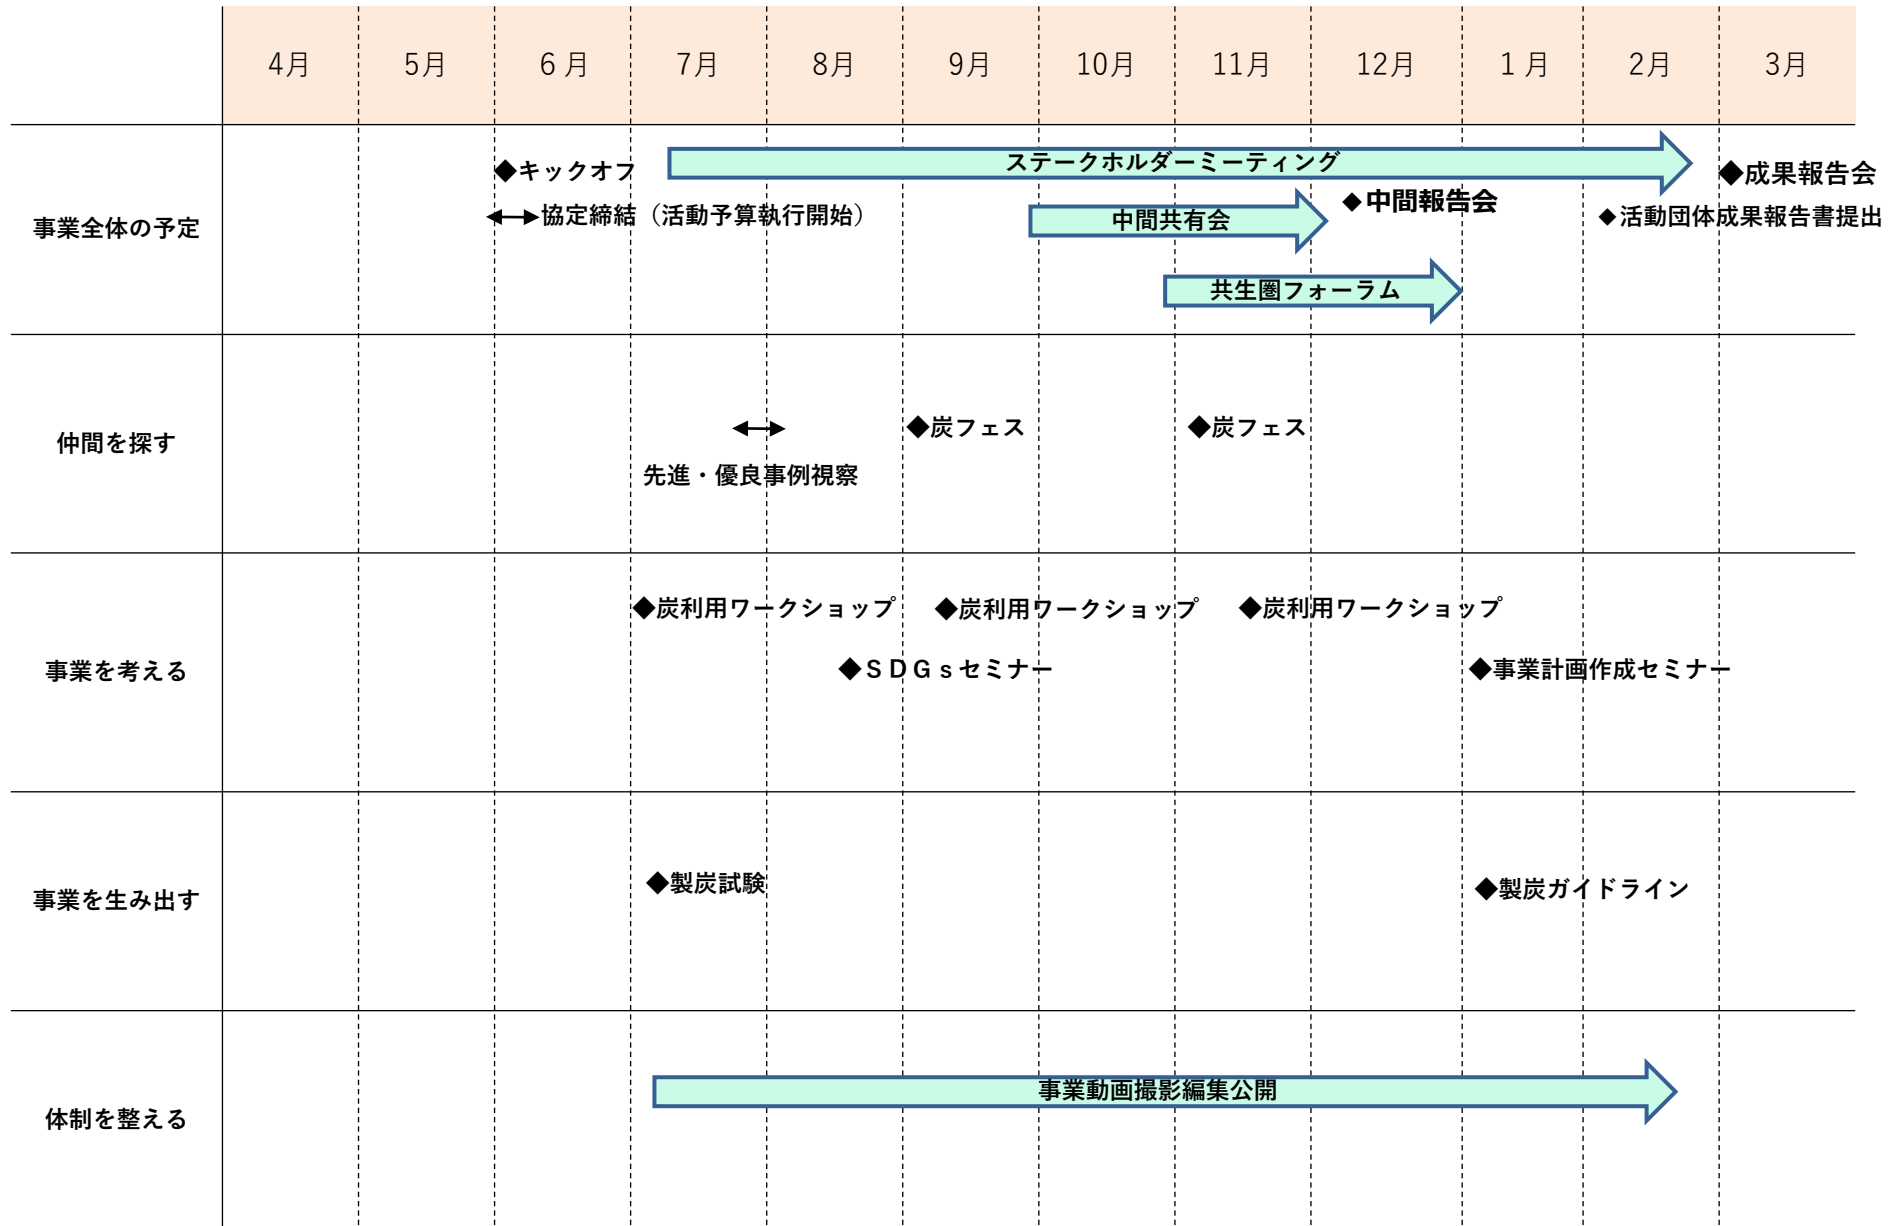 4月
5月
6 月
7月
8月
9月
10月
11月
12月
1 月
2月
3月
事業全体の予定
◆キックオフ
ステークホルダーミーティング
◆成果報告会
協定締結（活動予算執行開始）
中間共有会
◆中間報告会
◆活動団体成果報告書提出
共生圏フォーラム
仲間を探す
◆炭フェス
◆炭フェス
先進・優良事例視察
事業を考える
◆炭利用ワークショップ
◆炭利用ワークショップ
◆炭利用ワークショップ
◆ＳＤＧｓセミナー
◆事業計画作成セミナー
事業を生み出す
◆製炭試験
◆製炭ガイドライン
体制を整える
事業動画撮影編集公開